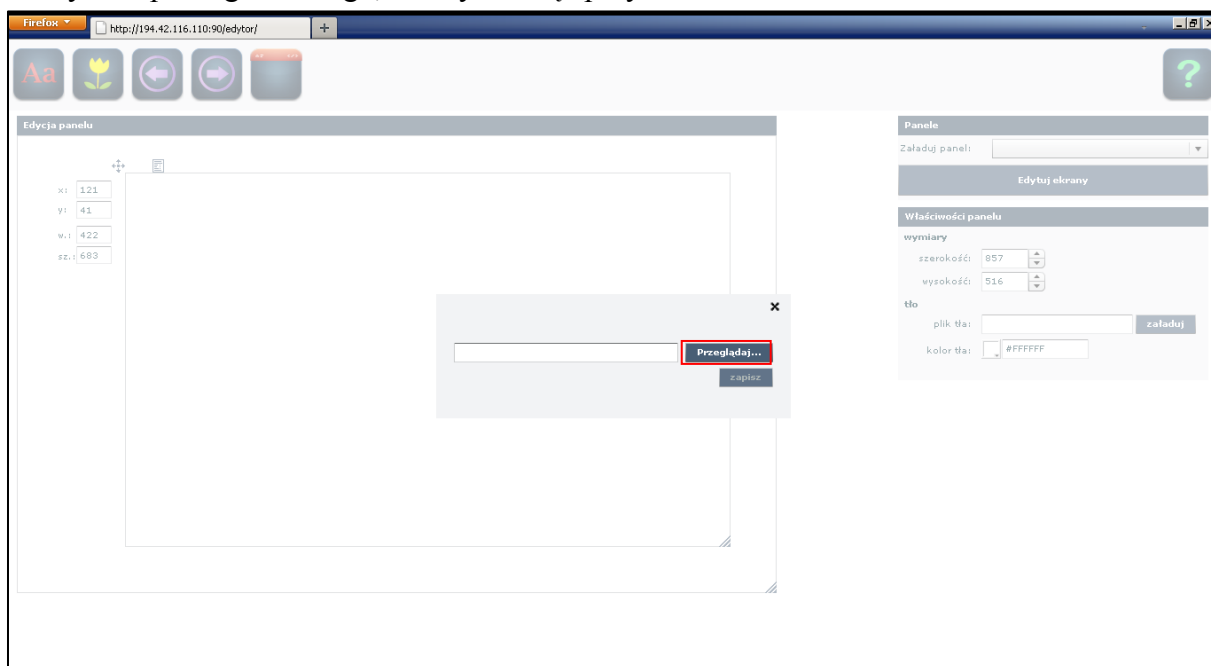 Firefox
http://194.42.116.110:90/edytor/
+
Aa
?
Edycja panelu
x: 121
y: 41
w.: 422
sz.: 683
Przeglądaj...
zapisz
Panele
Załaduj panel:
Edytuj ekrany
Właściwości panelu
wymiary
szerokość: 857
wysokość: 516
tło
plik tła: załaduj
kolor tła: #FFFFFF